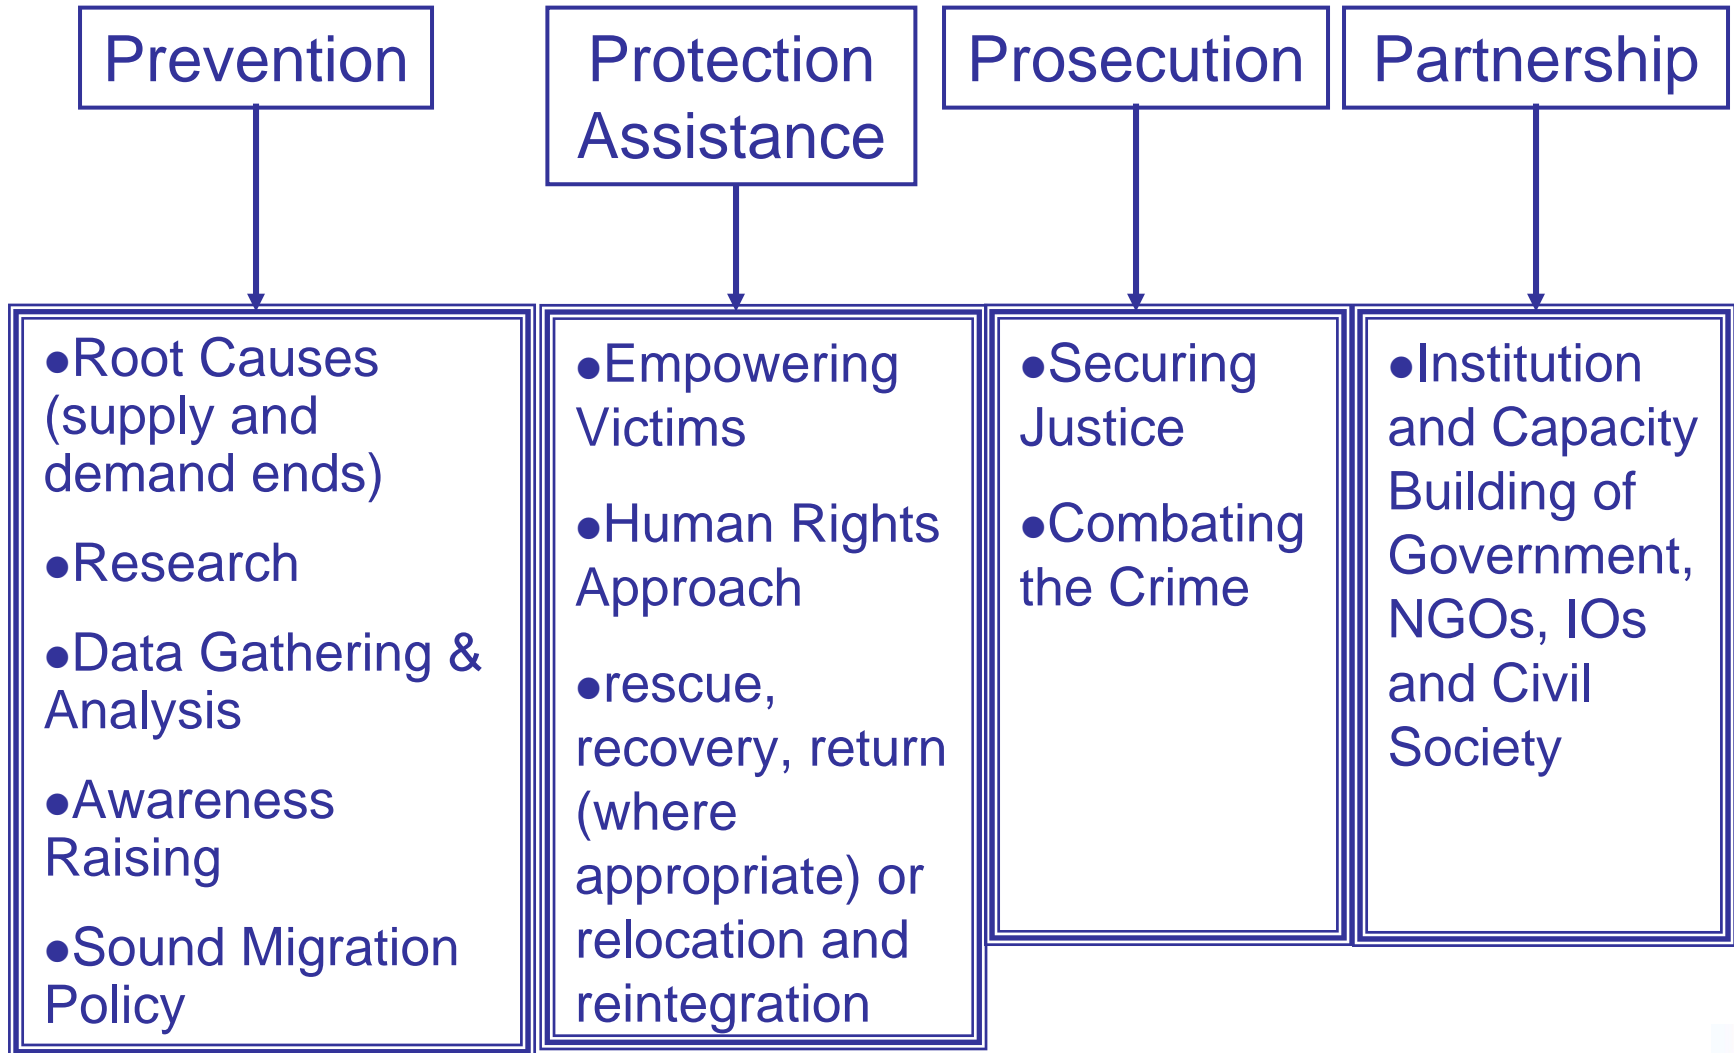 Prevention
Protection
Assistance
Prosecution
Partnership
●Root Causes
(supply and
demand ends)
●Research
●Data Gathering &
Analysis
●Awareness
Raising
●Sound Migration
Policy
●Empowering
Victims
●Human Rights
Approach
●rescue,
recovery, return
(where
appropriate) or
relocation and
reintegration
●Securing
Justice
●Combating
the Crime
●Institution
and Capacity
Building of
Government,
NGOs, IOs
and Civil
Society